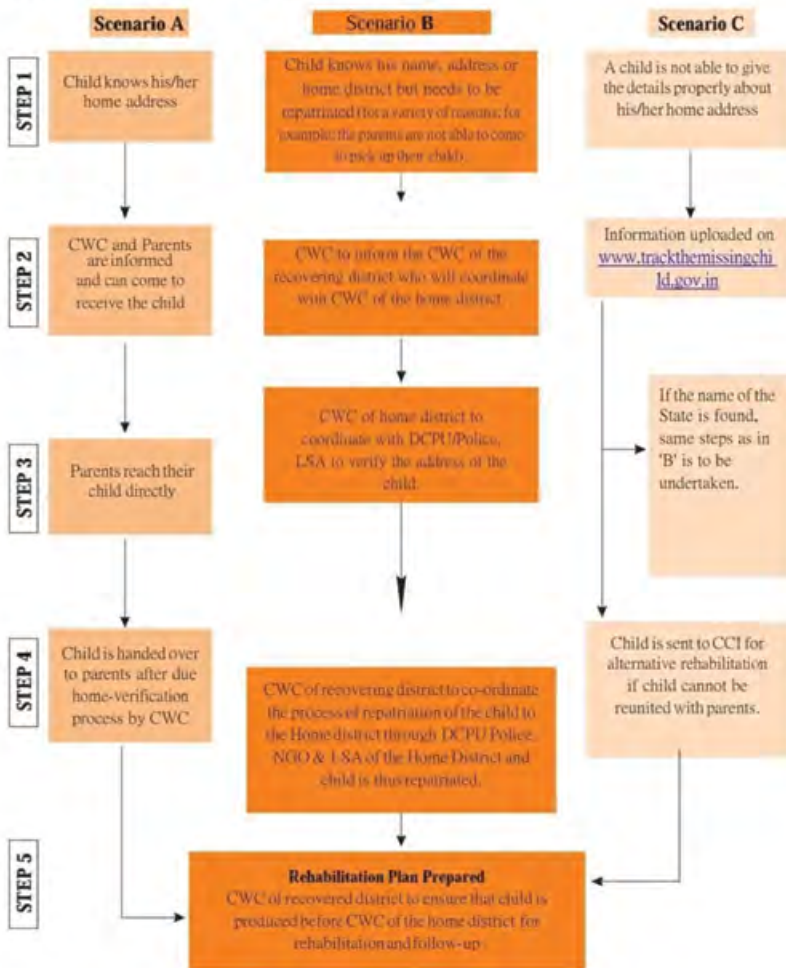 Scenario A
Scenario B
Scenario C
STEP 1
Child knows his/her
home address
Child knows his name, address or
home district but needs to be
repatriated (for a variety of reasons; for
example; the parents are not able to come
to pick up their child).
A child is not able to give
the details properly about
his/her home address
STEP 2
CWC and Parents
are informed
and can come to
receive the child
CWC to inform the CWC of the
recovering district who will coordinate
with CWC of the home district
Information uploaded on
www.trackthemissingchi
ld.gov.in
STEP 3
Parents reach their
child directly
CWC of home district to
coordinate with DCPU/Police,
LSA to verify the address of the
child.
If the name of the
State is found,
same steps as in
'B' is to be
undertaken.
STEP 4
Child is handed over
to parents after due
home-verification
process by CWC
CWC of recovering district to co-ordinate
the process of repatriation of the child to
the Home district through DCPU Police,
NGO & LSA of the Home District and
child is thus repatriated.
Child is sent to CCI for
alternative rehabilitation
if child cannot be
reunited with parents.
STEP 5
Rehabilitation Plan Prepared
CWC of recovered district to ensure that child is
produced before CWC of the home district for
rehabilitation and follow-up